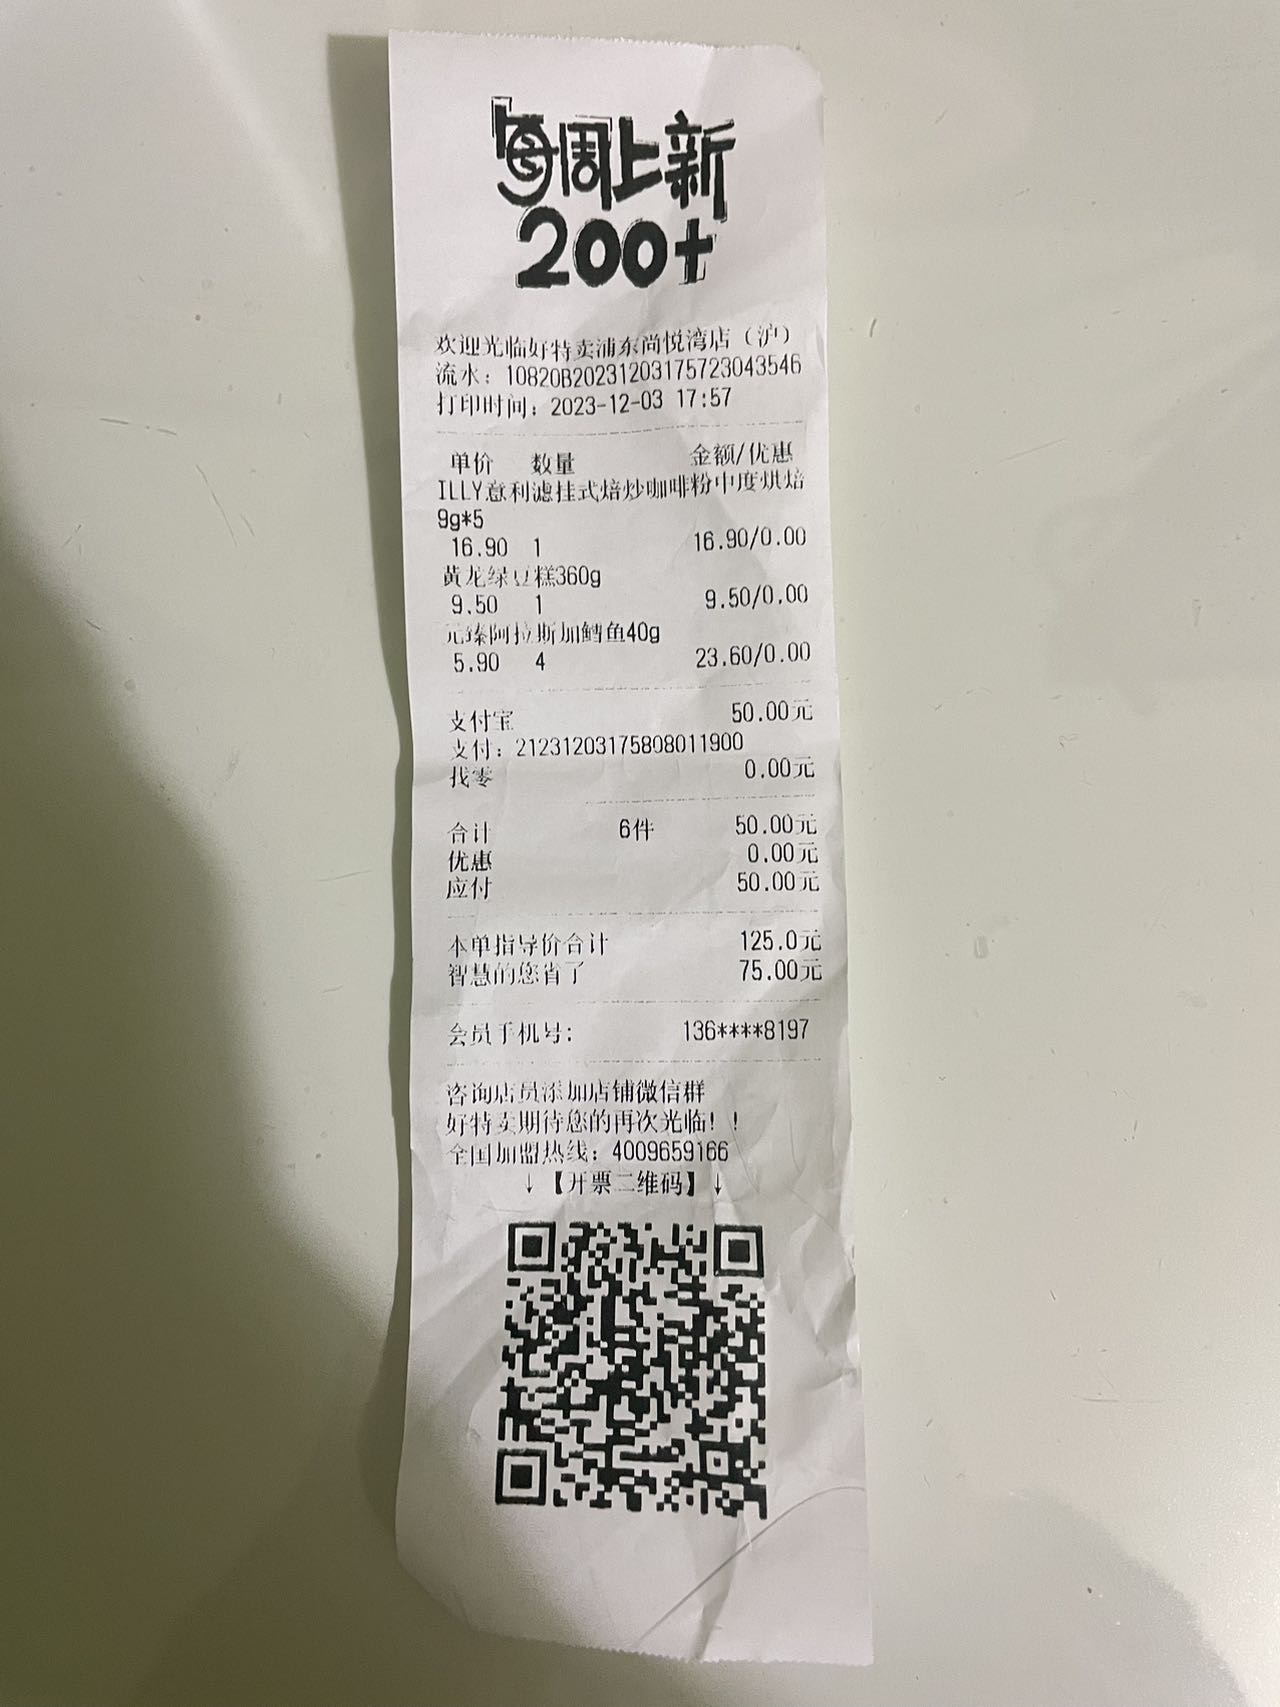 每周上新
200+
欢迎光临好特卖浦东尚悦湾店（沪）
流水：10820B20231203175723043546
打印时间：2023-12-03 17:57
单价 数量 金额/优惠
ILLY意利滤挂式焙炒咖啡粉中度烘焙
9g*5
16.90 1 16.90/0.00
黄龙绿豆糕360g
9.50 1 9.50/0.00
元臻阿拉斯加鳕鱼40g
5.90 4 23.60/0.00
支付宝 50.00元
支付：21231203175808011900
找零 0.00元
合计 6件 50.00元
优惠 0.00元
应付 50.00元
本单指导价合计 125.0元
智慧的您省了 75.00元
会员手机号: 136****8197
咨询店员添加店铺微信群
好特卖期待您的再次光临！！
全国加盟热线：4009659166
↓【开票二维码】↓